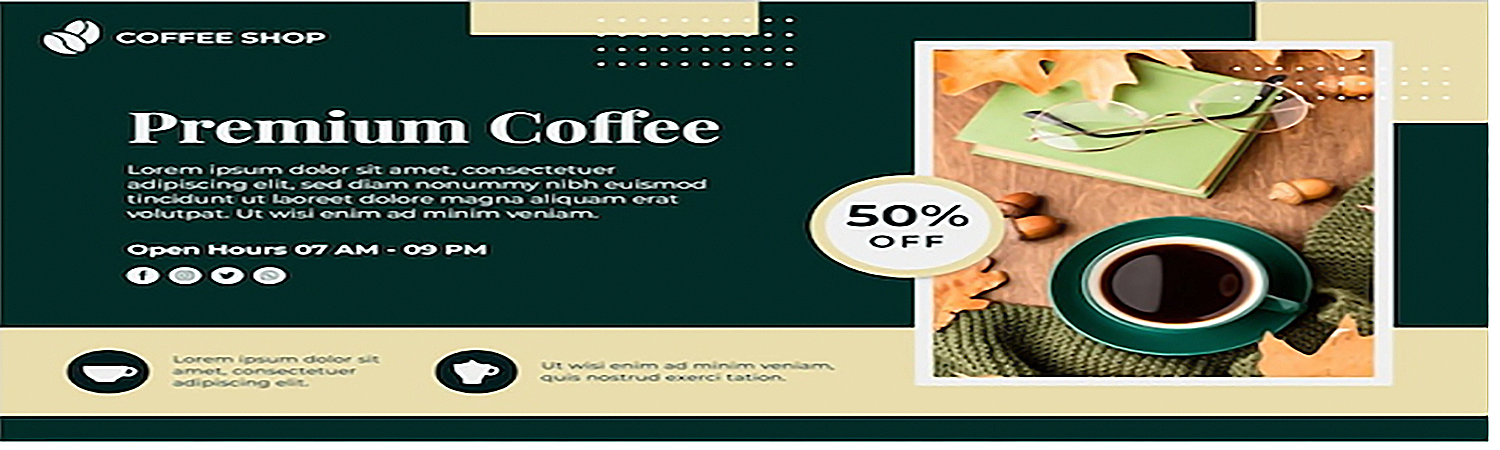 COFFEE SHOP
Premium Coffee
Lorem ipsum dolor sit amet, consectetuer
adipiscing elit, sed diam nonummy nibh euismod
tincidunt ut laoreet dolore magna aliquam erat
volutpat. Ut wisi enim ad minim veniam.
Open Hours 07 AM - 09 PM
50%
OFF
Lorem ipsum dolor sit
amet, consectetuer
adipiscing elit.
Ut wisi enim ad minim veniam,
quis nostrud exerci tation.